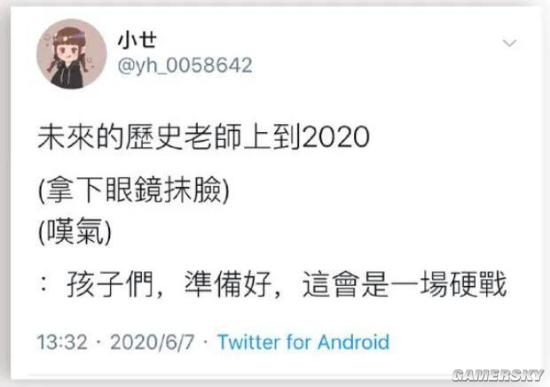 小せ
@yh_0058642
未來的歷史老師上到2020
(拿下眼鏡抹臉)
(嘆氣)
：孩子們，準備好，這會是一場硬戰
13:32 · 2020/6/7 · Twitter for Android
GAMERSKY